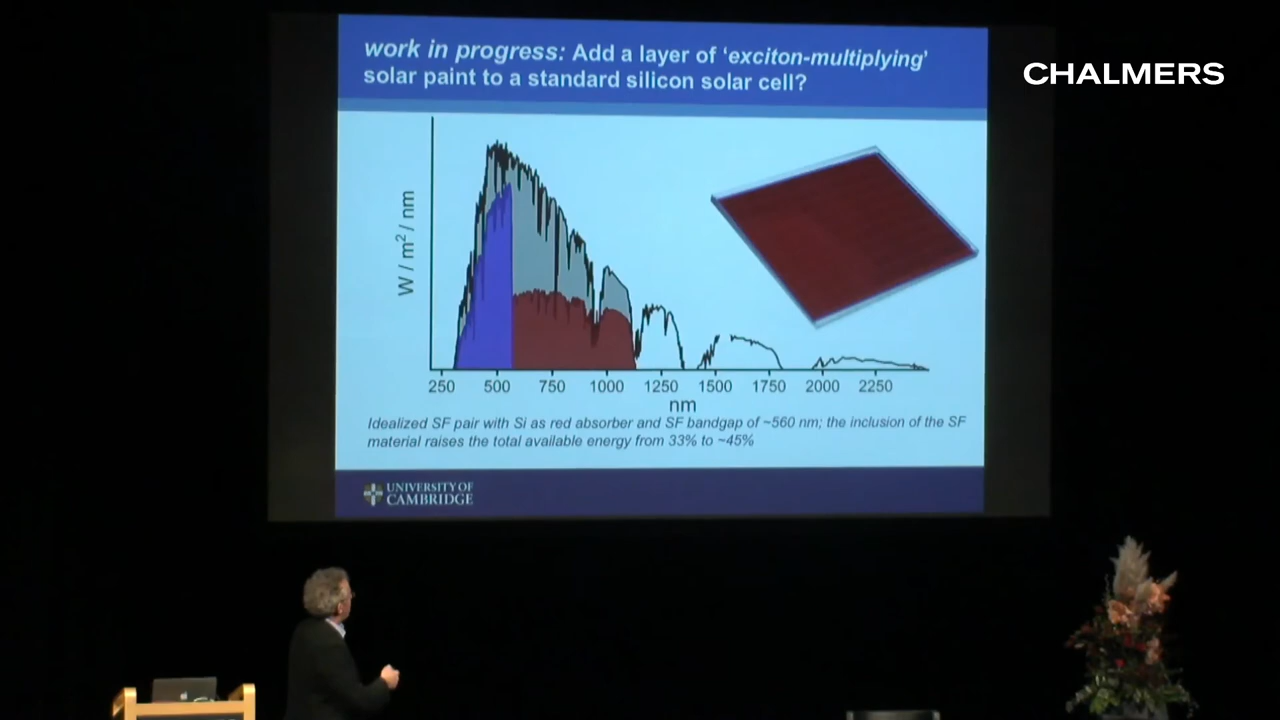 work in progress: Add a layer of ‘exciton-multiplying’
solar paint to a standard silicon solar cell?
CHALMERS
W / m² / nm
250 500 750 1000 1250 1500 1750 2000 2250
nm
Idealized SF pair with Si as red absorber and SF bandgap of ~560 nm; the inclusion of the SF
material raises the total available energy from 33% to ~45%
UNIVERSITY OF
CAMBRIDGE